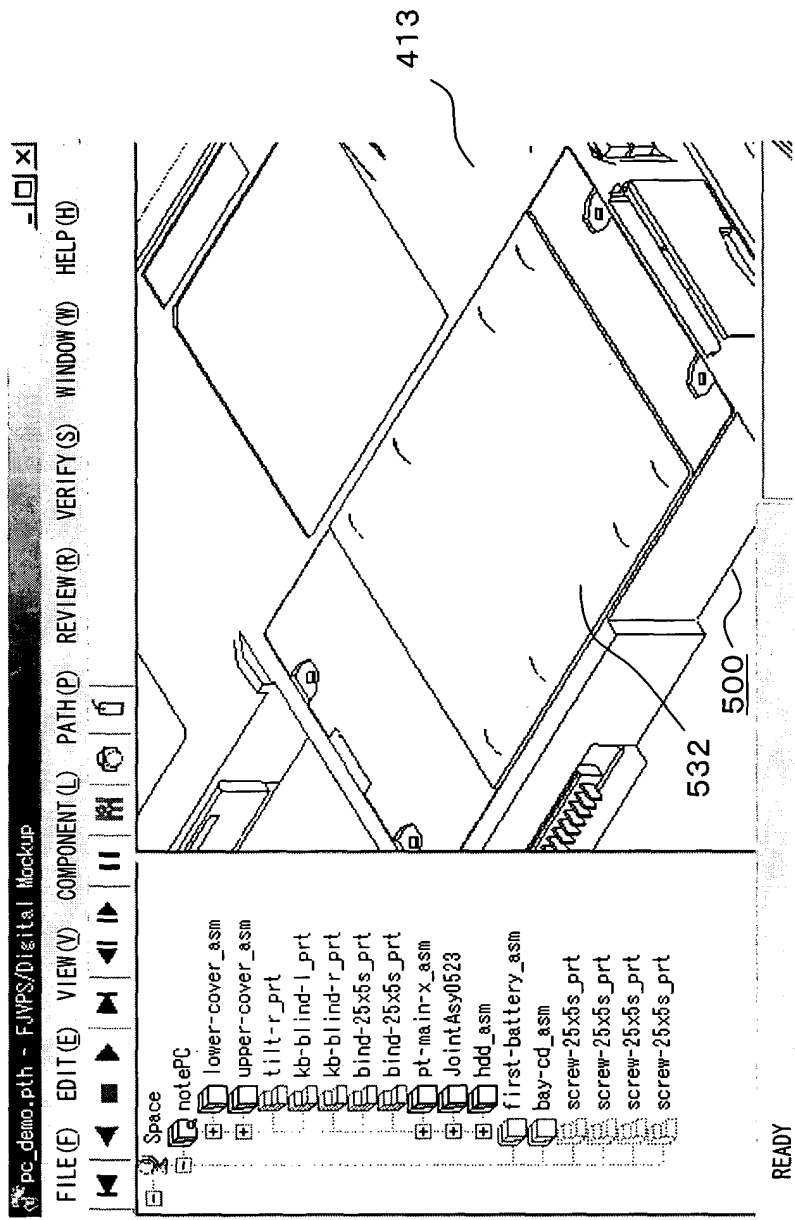 pc_demo.pth - FJVPS/Digital Mockup
FILE(F) EDIT(E) VIEW(V) COMPONENT(L) PATH(P) REVIEW(R) VERIFY(S) WINDOW(W) HELP(H)
Space
notePC
lower-cover_asm
upper-cover_asm
tilt-r_prt
kb-blind-l_prt
kb-blind-r_prt
bind-25x5s_prt
bind-25x5s_prt
pt-main-x_asm
JointAsy0523
hdd_asm
first-battery_asm
bay-cd_asm
screw-25x5s_prt
screw-25x5s_prt
screw-25x5s_prt
screw-25x5s_prt
413
532
500
READY